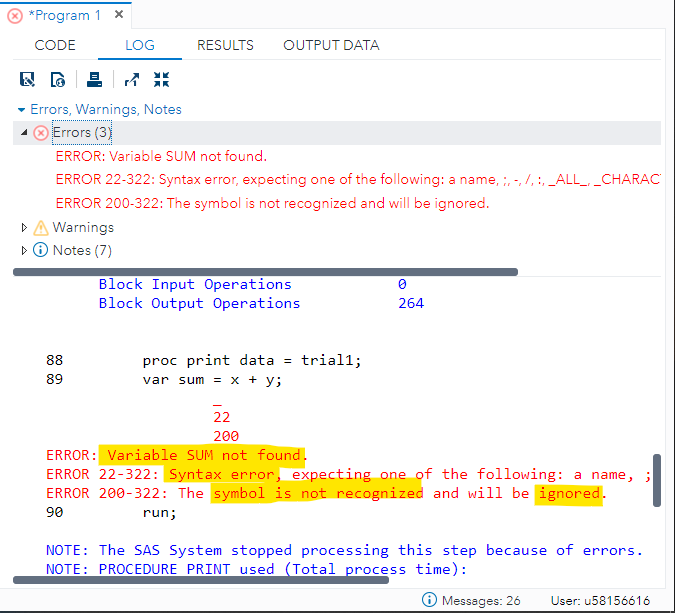 *Program 1 ×
CODE LOG RESULTS OUTPUT DATA
Errors, Warnings, Notes
Errors (3)
ERROR: Variable SUM not found.
ERROR 22-322: Syntax error, expecting one of the following: a name, ;, -, /, :, _ALL_, _CHARAC
ERROR 200-322: The symbol is not recognized and will be ignored.
Warnings
Notes (7)
Block Input Operations 0
Block Output Operations 264
88 proc print data = trial1;
89 var sum = x + y;
_
22
200
ERROR: Variable SUM not found.
ERROR 22-322: Syntax error, expecting one of the following: a name, ;
ERROR 200-322: The symbol is not recognized and will be ignored.
90 run;
NOTE: The SAS System stopped processing this step because of errors.
NOTE: PROCEDURE PRINT used (Total process time):
Messages: 26 User: u58156616